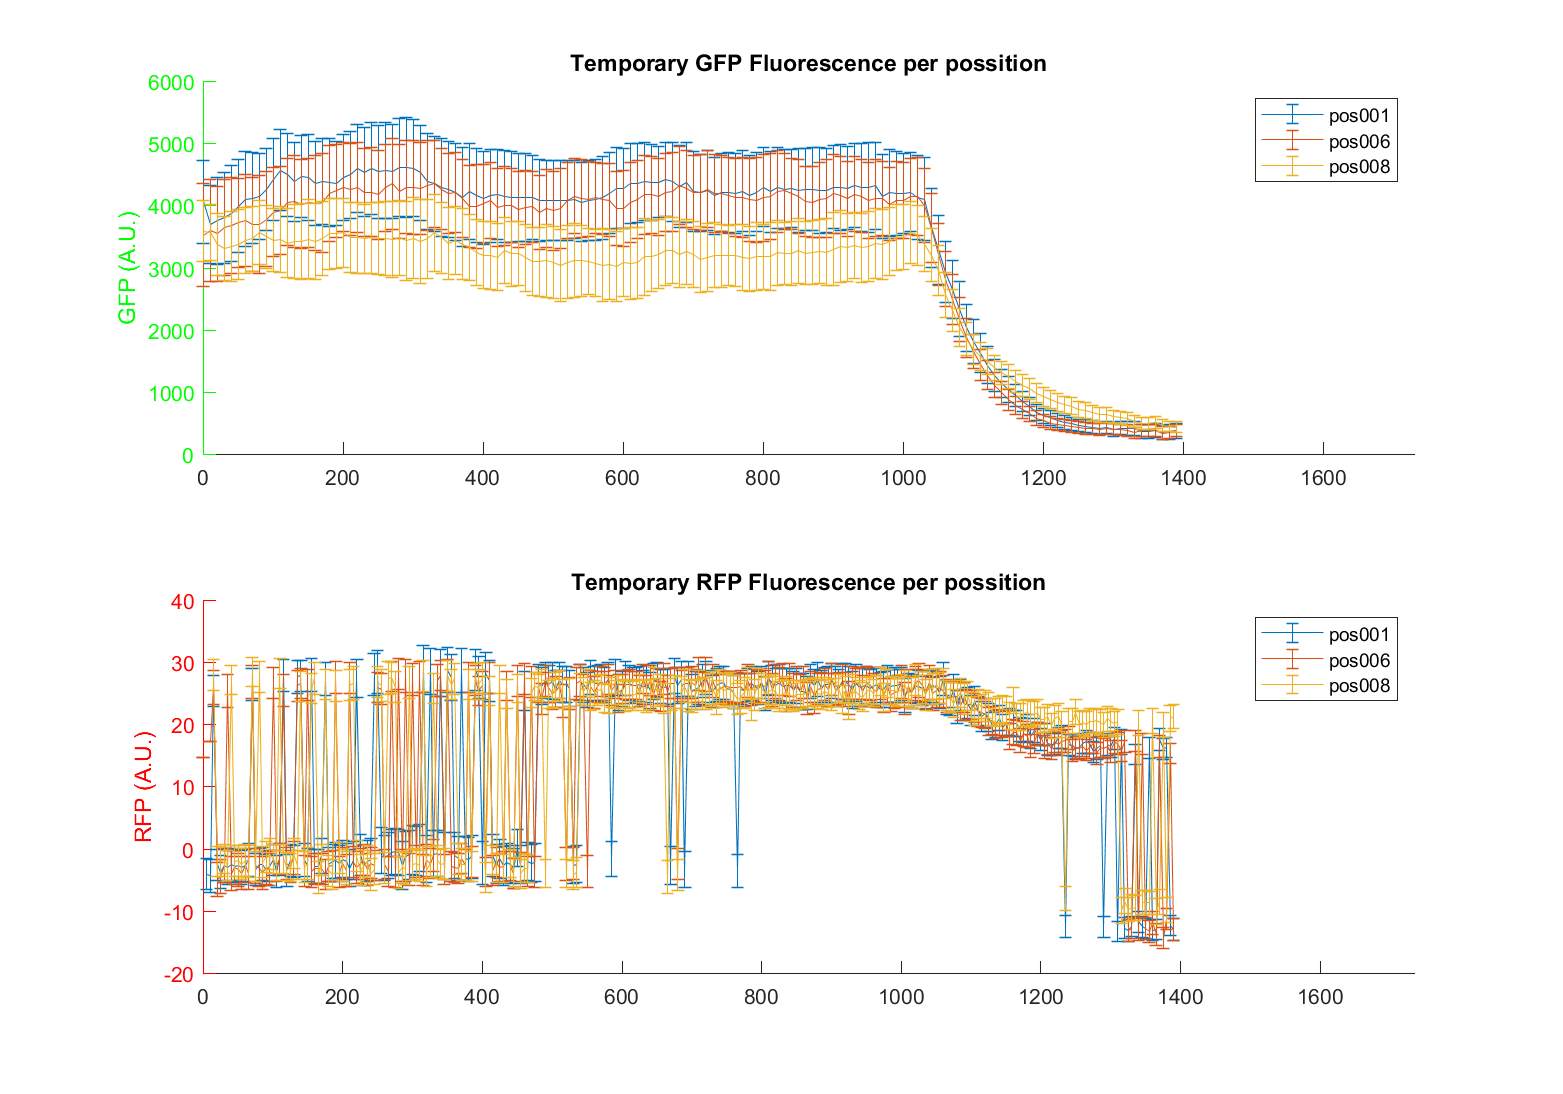 Temporary GFP Fluorescence per possition
6000
5000
4000
3000
2000
1000
0
GFP (A.U.)
0 200 400 600 800 1000 1200 1400 1600
pos001
pos006
pos008
Temporary RFP Fluorescence per possition
40
30
20
10
0
-10
-20
RFP (A.U.)
0 200 400 600 800 1000 1200 1400 1600
pos001
pos006
pos008